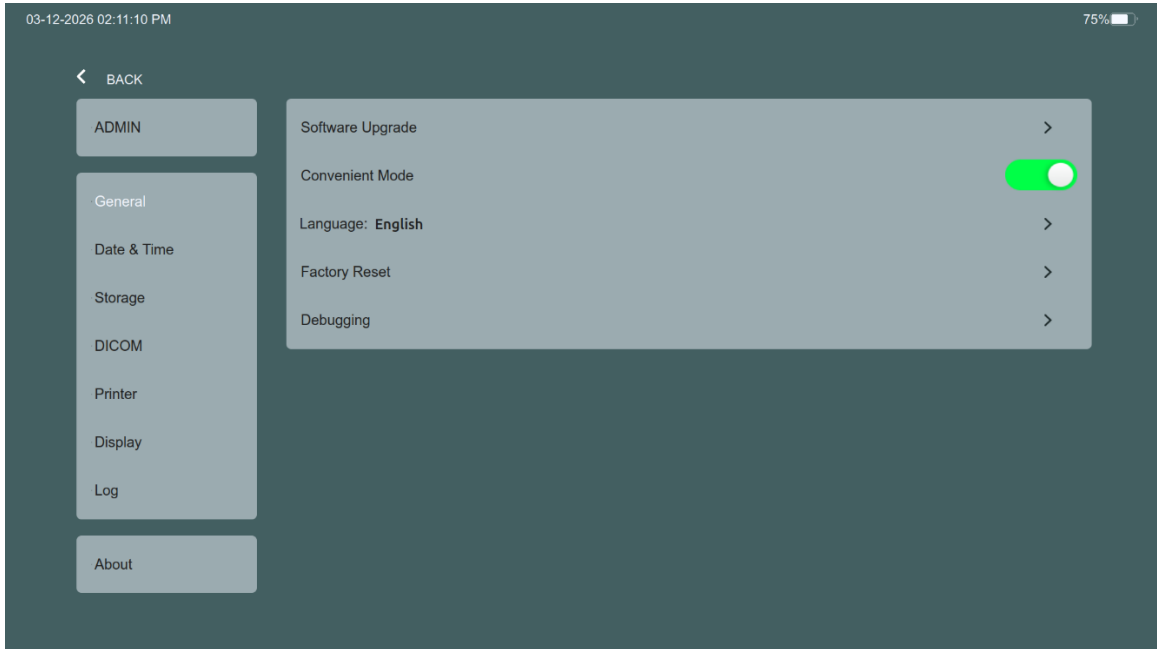 03-12-2026 02:11:10 PM
75%
BACK
ADMIN
General
Date & Time
Storage
DICOM
Printer
Display
Log
About
Software Upgrade
Convenient Mode
Language: English
Factory Reset
Debugging